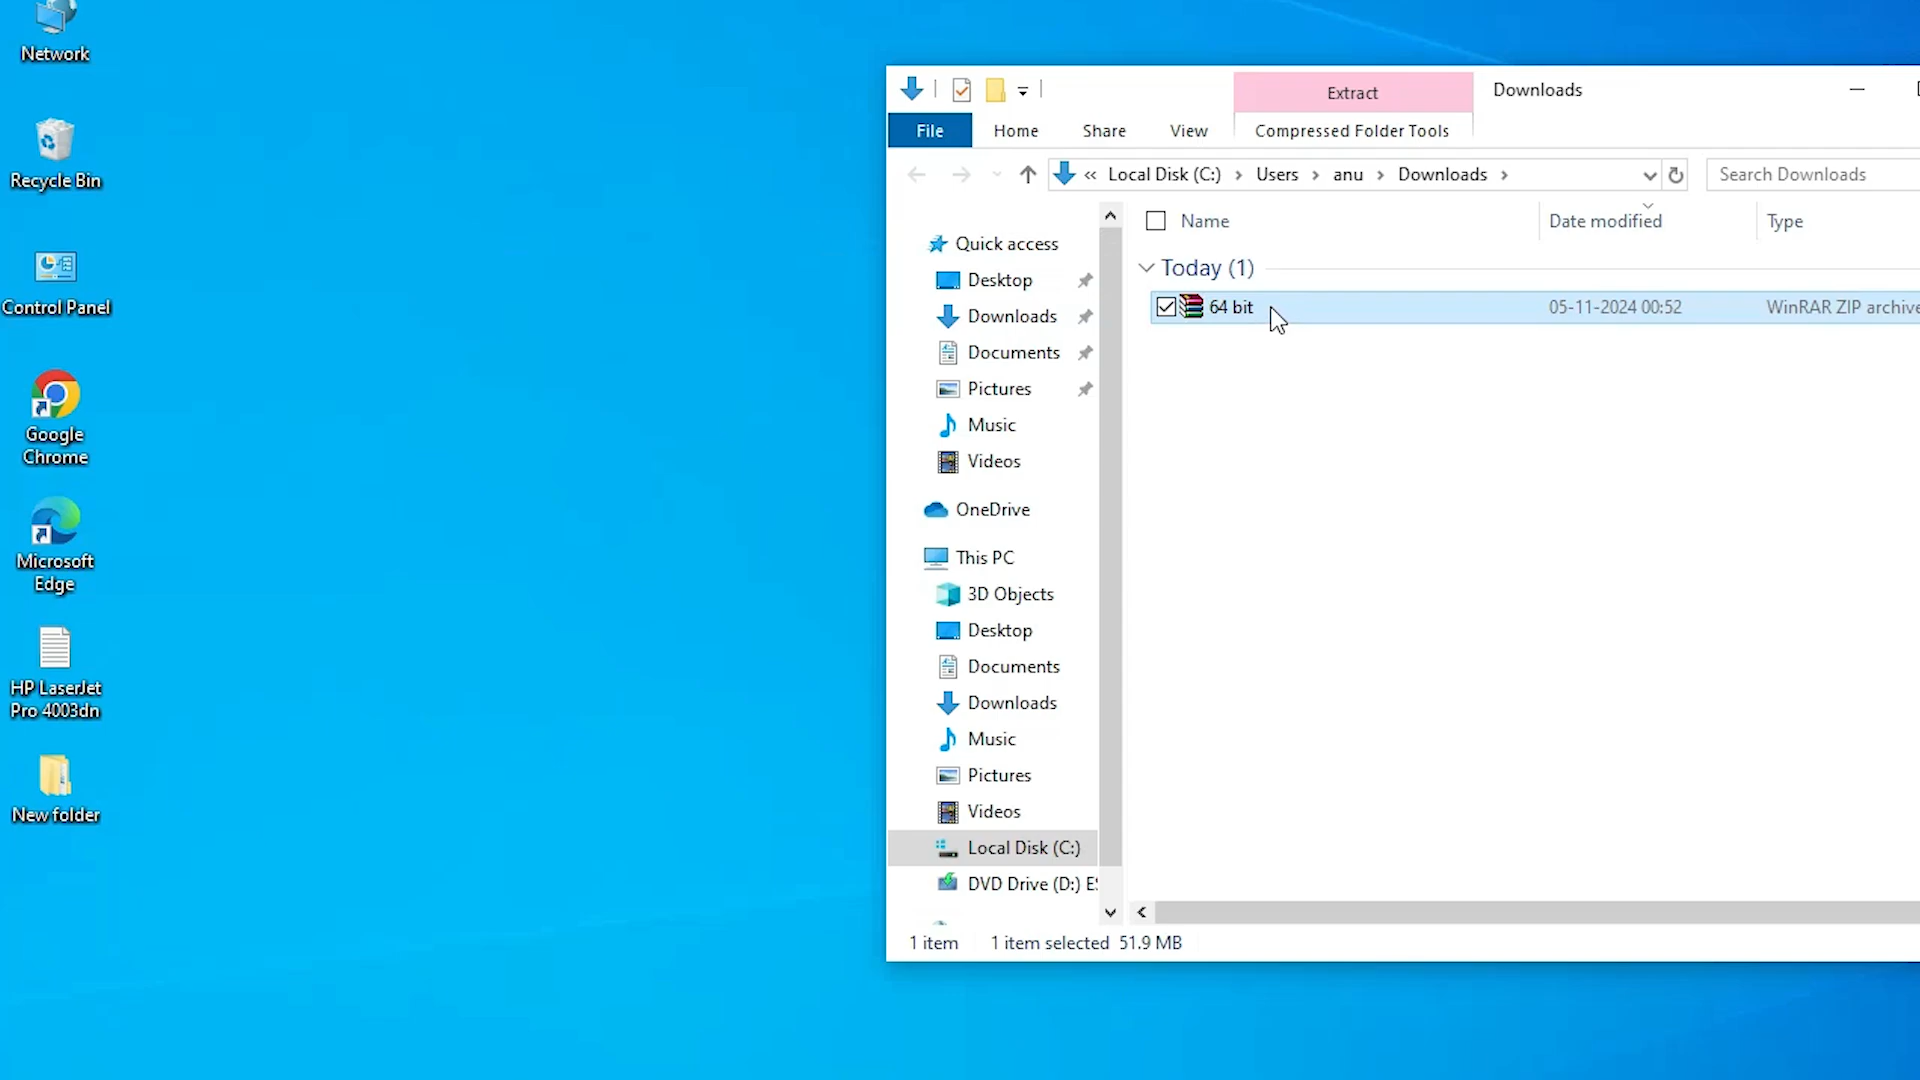 Network
Recycle Bin
Control Panel
Google
Chrome
Microsoft
Edge
HP LaserJet
Pro 4003dn
New folder
Extract
Downloads
File
Home
Share
View
Compressed Folder Tools
« Local Disk (C:) › Users › anu › Downloads ›
Search Downloads
Quick access
Desktop
Downloads
Documents
Pictures
Music
Videos
OneDrive
This PC
3D Objects
Desktop
Documents
Downloads
Music
Pictures
Videos
Local Disk (C:)
DVD Drive (D:)
Name
Date modified
Type
Today (1)
64 bit
05-11-2024 00:52
WinRAR ZIP archive
1 item
1 item selected 51.9 MB